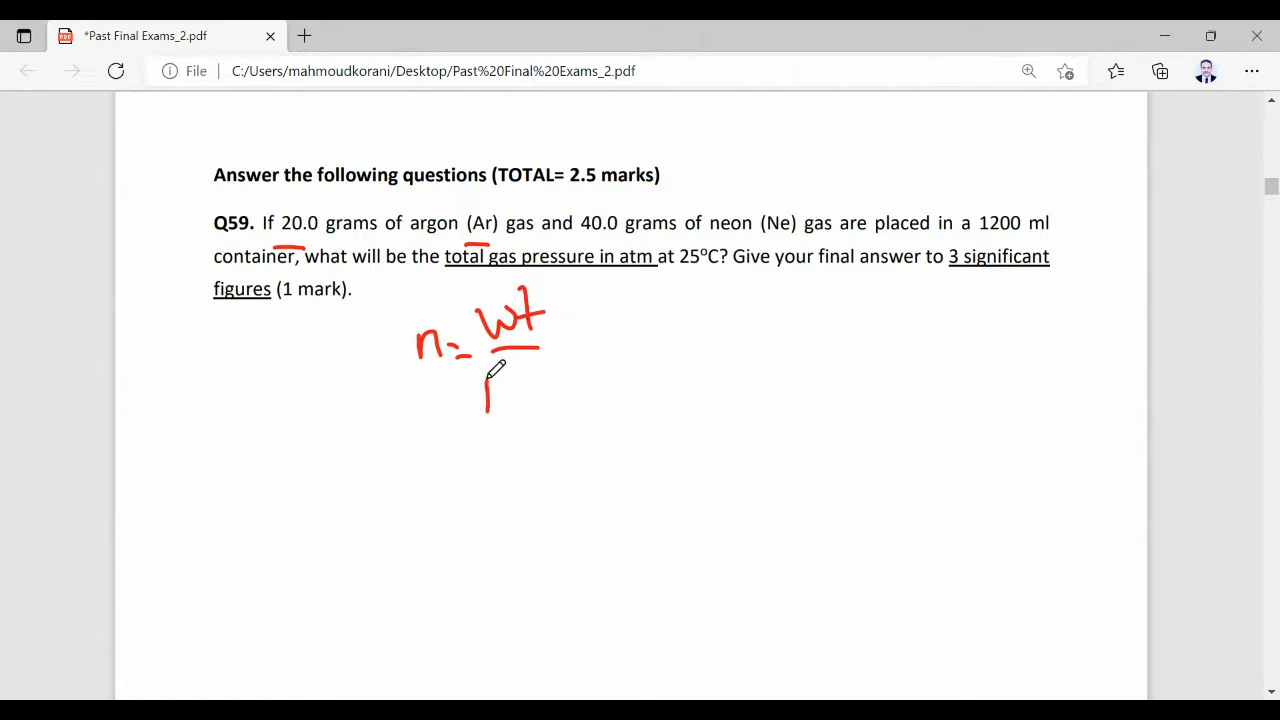 *Past Final Exams_2.pdf
File
C:/Users/mahmoudkorani/Desktop/Past%20Final%20Exams_2.pdf
Answer the following questions (TOTAL= 2.5 marks)
Q59. If 20.0 grams of argon (Ar) gas and 40.0 grams of neon (Ne) gas are placed in a 1200 ml
container, what will be the total gas pressure in atm at 25°C? Give your final answer to 3 significant
figures (1 mark).
n = wt